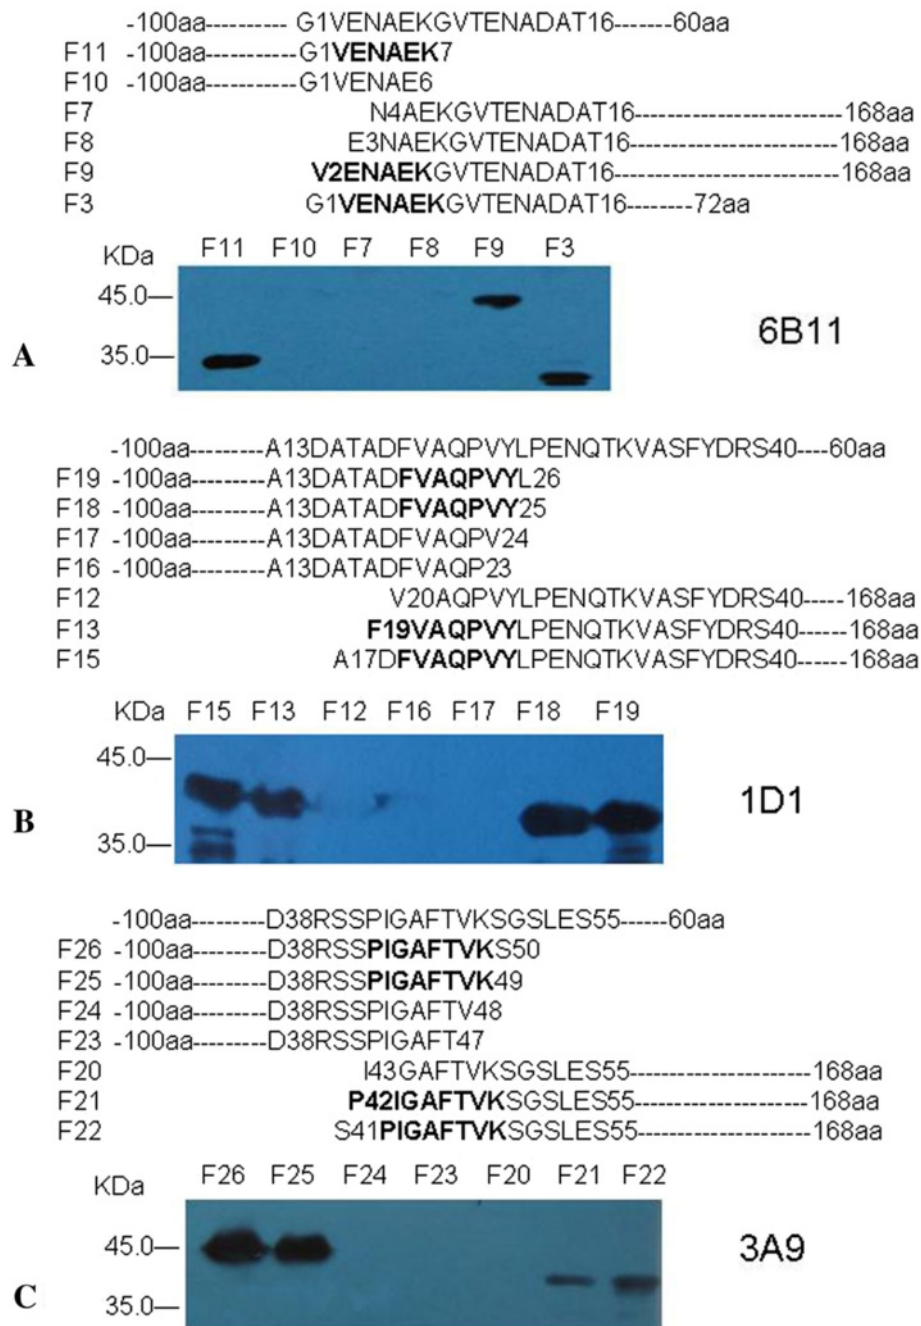 -100aa---------- G1VENAEKGVTENADAT16------60aa
F11 -100aa-----------G1VENAEK7
F10 -100aa-----------G1VENAE6
F7 N4AEKGVTENADAT16-------------------------168aa
F8 E3NAEKGVTENADAT16-------------------------168aa
F9 V2ENAEKGVTENADAT16-------------------------168aa
F3 G1VENAEKGVTENADAT16--------72aa
KDa F11 F10 F7 F8 F9 F3
45.0—
35.0—
A
6B11
-100aa---------A13DATADFVAQPVYLPENQTKVASFYDRS40----60aa
F19 -100aa---------A13DATADFVAQPVYL26
F18 -100aa---------A13DATADFVAQPVY25
F17 -100aa---------A13DATADFVAQPV24
F16 -100aa---------A13DATADFVAQP23
F12 V20AQPVYLPENQTKVASFYDRS40-----168aa
F13 F19VAQPVYLPENQTKVASFYDRS40-----168aa
F15 A17DFVAQPVYLPENQTKVASFYDRS40-----168aa
KDa F15 F13 F12 F16 F17 F18 F19
45.0—
35.0—
B
1D1
-100aa---------D38RSSPIGAFTVKSGSLES55------60aa
F26 -100aa---------D38RSSPIGAFTVKS50
F25 -100aa---------D38RSSPIGAFTVK49
F24 -100aa---------D38RSSPIGAFTV48
F23 -100aa---------D38RSSPIGAFT47
F20 I43GAFTVKSGSLES55----------------------168aa
F21 P42IGAFTVKSGSLES55----------------------168aa
F22 S41PIGAFTVKSGSLES55----------------------168aa
KDa F26 F25 F24 F23 F20 F21 F22
45.0—
35.0—
C
3A9